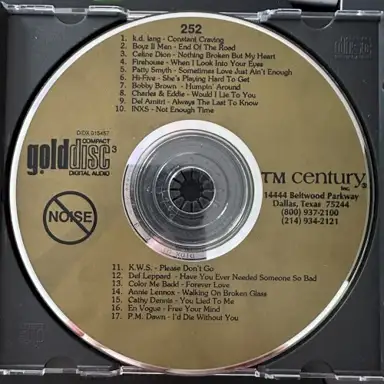 252
1. k.d. lang - Constant Craving
2. Boyz II Men - End Of The Road
3. Celine Dion - Nothing Broken But My Heart
4. Firehouse - When I Look Into Your Eyes
5. Patty Smyth - Sometimes Love Just Ain't Enough
6. Hi-Five - She's Playing Hard To Get
7. Bobby Brown - Humpin' Around
8. Charles & Eddie - Would I Lie To You
9. Del Amitri - Always The Last To Know
10. INXS - Not Enough Time
DIDX 015457
COMPACT
golddisc3
DIGITAL AUDIO
NOISE
TM century
inc.
14444 Beltwood Parkway
Dallas, Texas 75244
(800) 937-2100
(214) 934-2121
11. K.W.S. - Please Don't Go
12. Def Leppard - Have You Ever Needed Someone So Bad
13. Color Me Badd - Forever Love
14. Annie Lennox - Walking On Broken Glass
15. Cathy Dennis - You Lied To Me
16. En Vogue - Free Your Mind
17. P.M. Dawn - I'd Die Without You